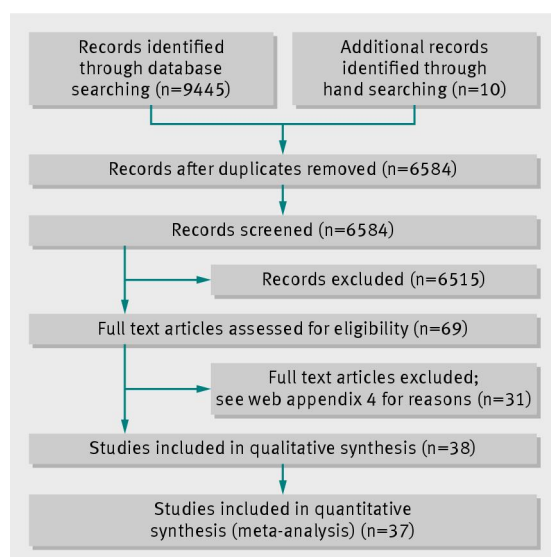 Records identified
through database
searching (n=9445)
Additional records
identified through
hand searching (n=10)
Records after duplicates removed (n=6584)
Records screened (n=6584)
Records excluded (n=6515)
Full text articles assessed for eligibility (n=69)
Full text articles excluded;
see web appendix 4 for reasons (n=31)
Studies included in qualitative synthesis (n=38)
Studies included in quantitative
synthesis (meta-analysis) (n=37)